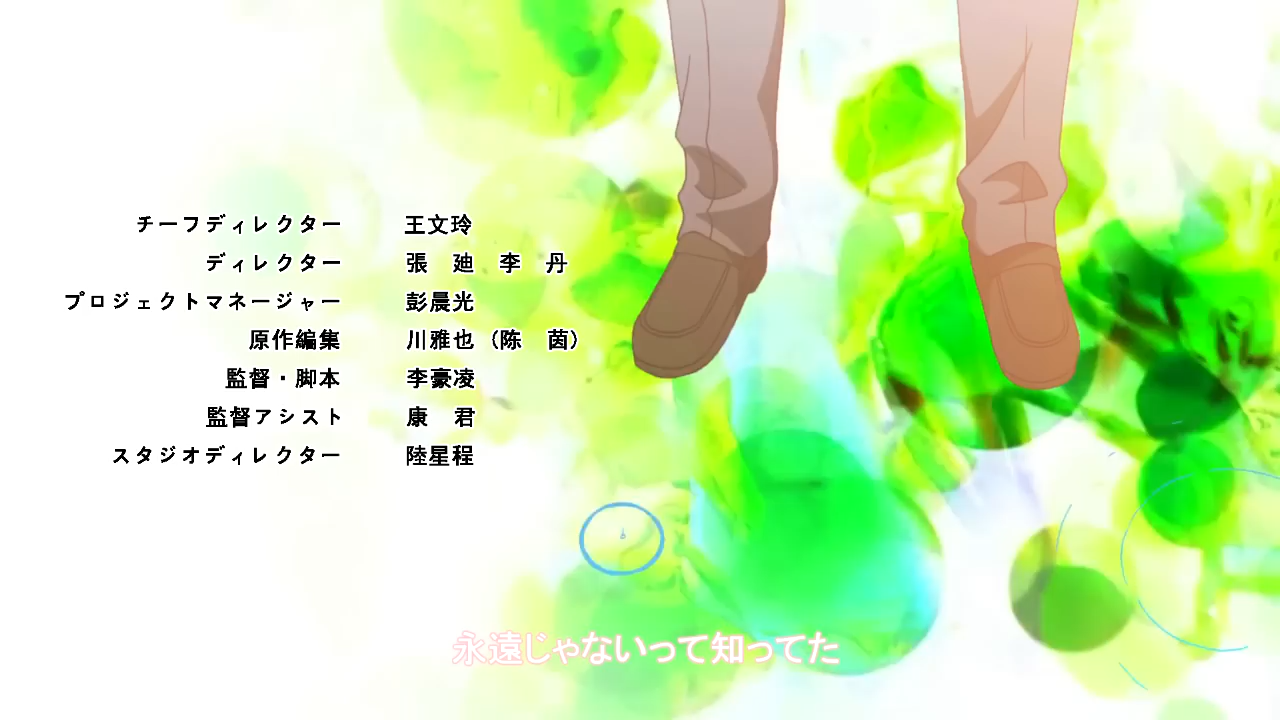 チーフディレクター　王文玲
ディレクター　張　廸　李　丹
プロジェクトマネージャー　彭晨光
原作編集　川雅也（陈　茵）
監督・脚本　李豪凌
監督アシスト　康　君
スタジオディレクター　陸星程
永遠じゃないって知ってた